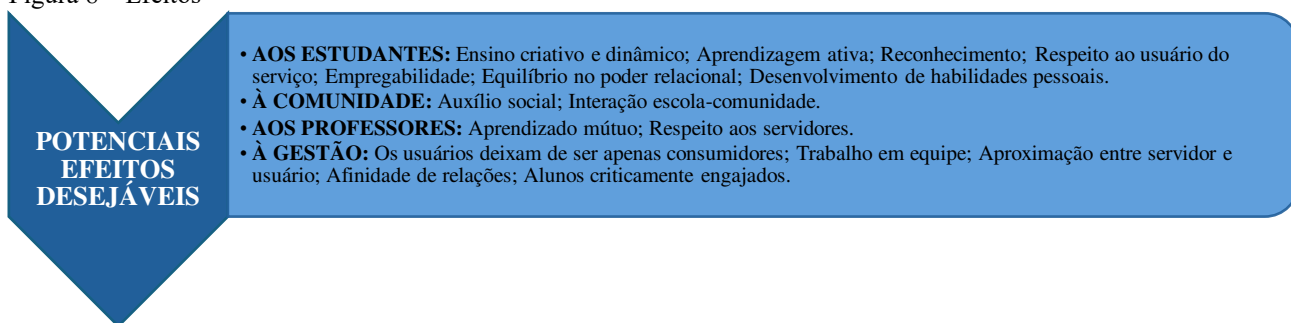 Figura 6 – Efeitos
• AOS ESTUDANTES: Ensino criativo e dinâmico; Aprendizagem ativa; Reconhecimento; Respeito ao usuário do
serviço; Empregabilidade; Equilíbrio no poder relacional; Desenvolvimento de habilidades pessoais.
• À COMUNIDADE: Auxílio social; Interação escola-comunidade.
• AOS PROFESSORES: Aprendizado mútuo; Respeito aos servidores.
• À GESTÃO: Os usuários deixam de ser apenas consumidores; Trabalho em equipe; Aproximação entre servidor e
usuário; Afinidade de relações; Alunos criticamente engajados.
POTENCIAIS
EFEITOS
DESEJÁVEIS